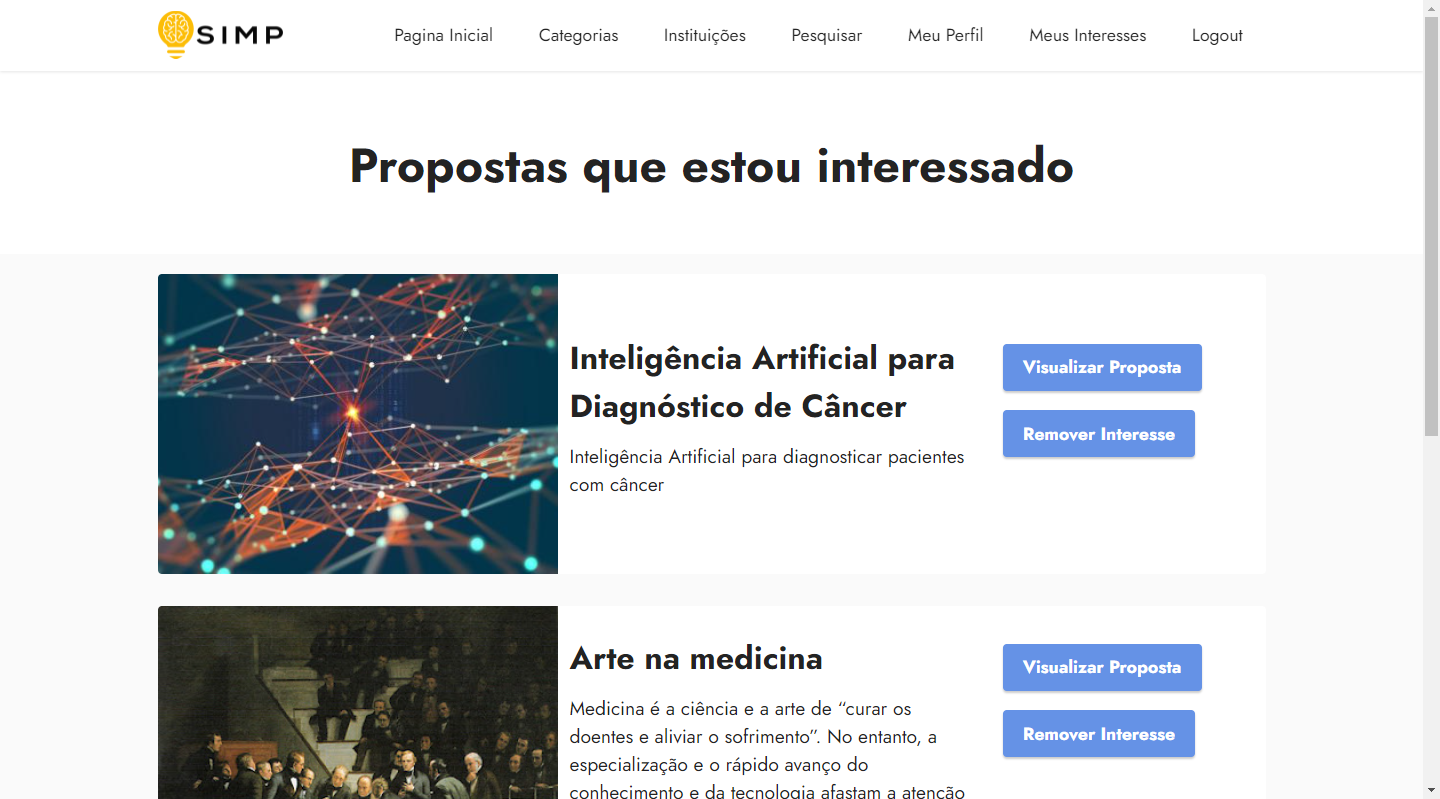 SIMP
Pagina Inicial
Categorias
Instituições
Pesquisar
Meu Perfil
Meus Interesses
Logout
Propostas que estou interessado
Inteligência Artificial para
Diagnóstico de Câncer
Inteligência Artificial para diagnosticar pacientes
com câncer
Visualizar Proposta
Remover Interesse
Arte na medicina
Medicina é a ciência e a arte de “curar os
doentes e aliviar o sofrimento”. No entanto, a
especialização e o rápido avanço do
conhecimento e da tecnologia afastam a atenção
Visualizar Proposta
Remover Interesse